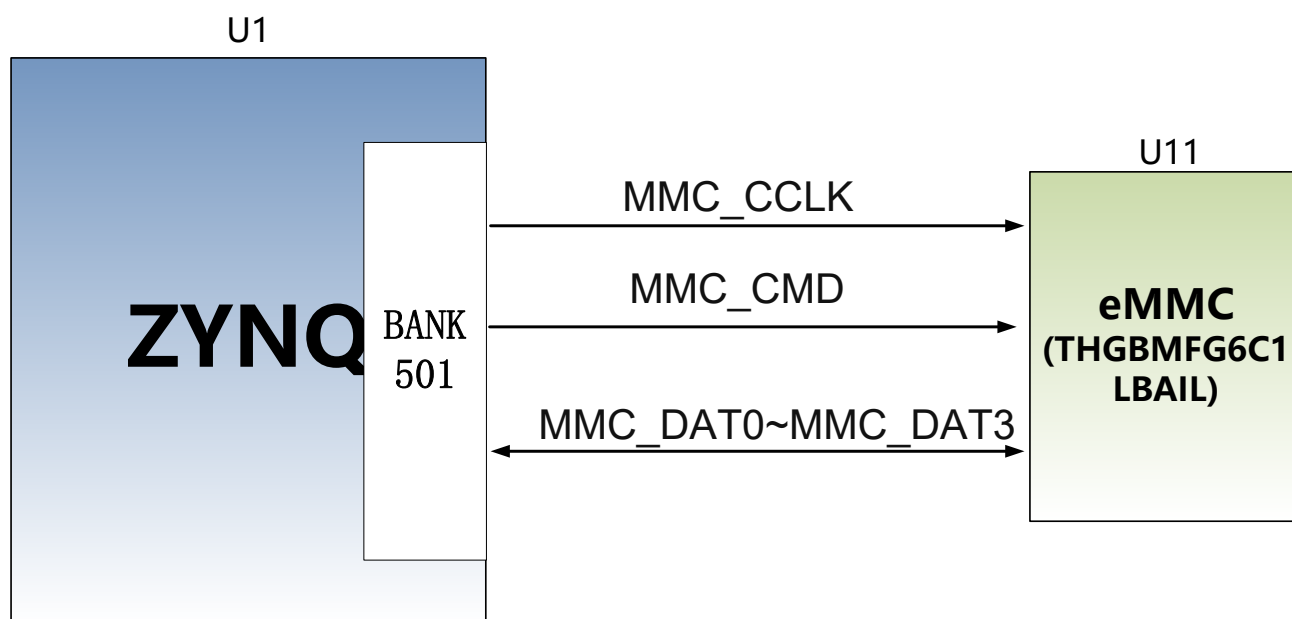 U1
ZYNQ
BANK
501
MMC_CCLK
MMC_CMD
MMC_DAT0~MMC_DAT3
U11
eMMC
(THGBMFG6C1
LBAIL)